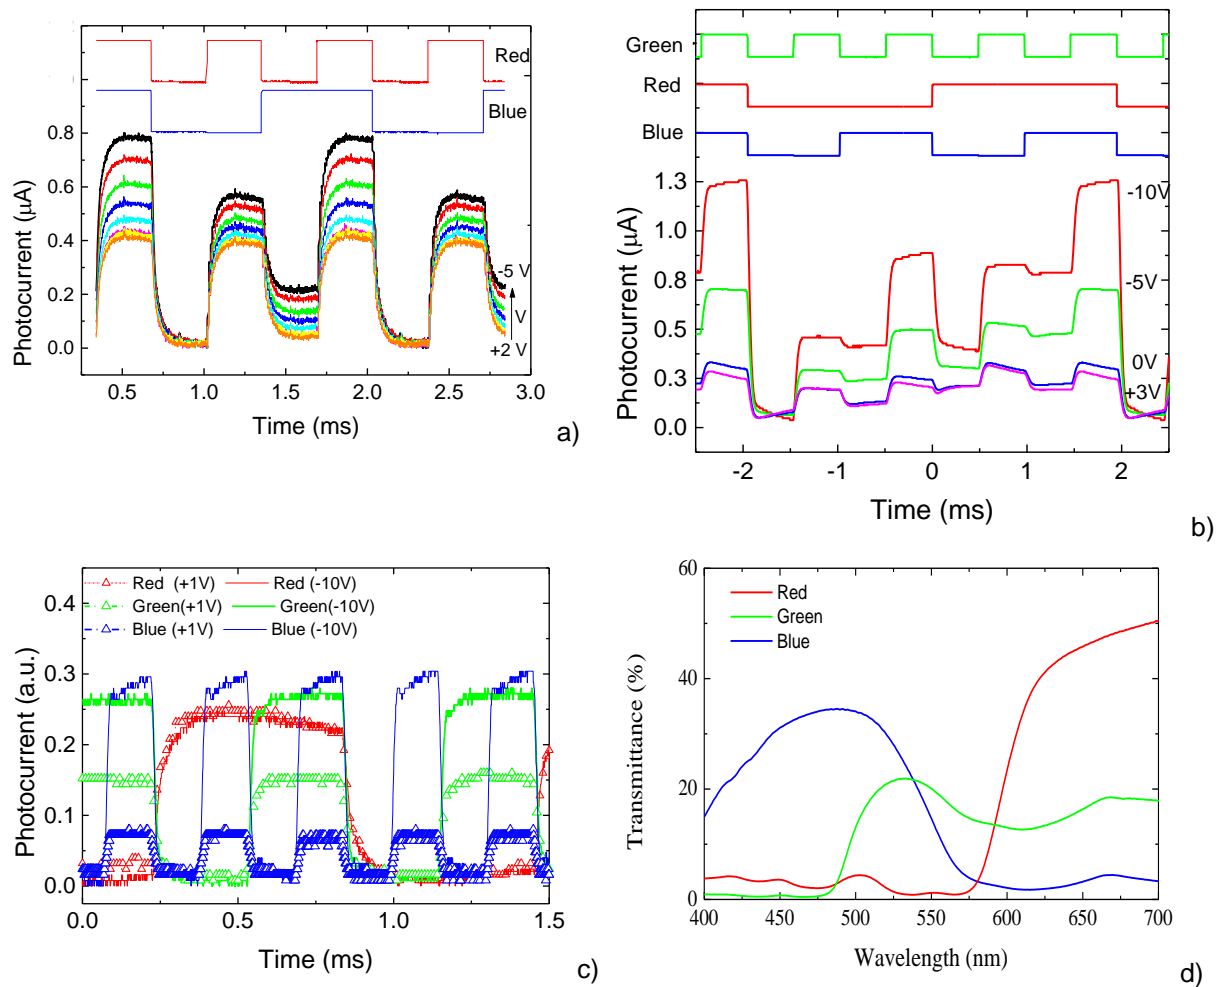 Red
Blue
0.8
0.6
0.4
0.2
0.0
-5 V
V
+2 V
0.5 1.0 1.5 2.0 2.5 3.0
Photocurrent (µA)
Time (ms)
a)
Green
Red
Blue
1.3
1.0
0.8
0.5
0.3
0.0
-10V
-5V
0V
+3V
-2 -1 0 1 2
Photocurrent (µA)
Time (ms)
b)
Red (+1V) Red (-10V)
Green(+1V) Green(-10V)
Blue (+1V) Blue (-10V)
0.4
0.3
0.2
0.1
0.0
0.0 0.5 1.0 1.5
Photocurrent (a.u.)
Time (ms)
c)
Red
Green
Blue
60
40
20
0
400 450 500 550 600 650 700
Transmittance (%)
Wavelength (nm)
d)